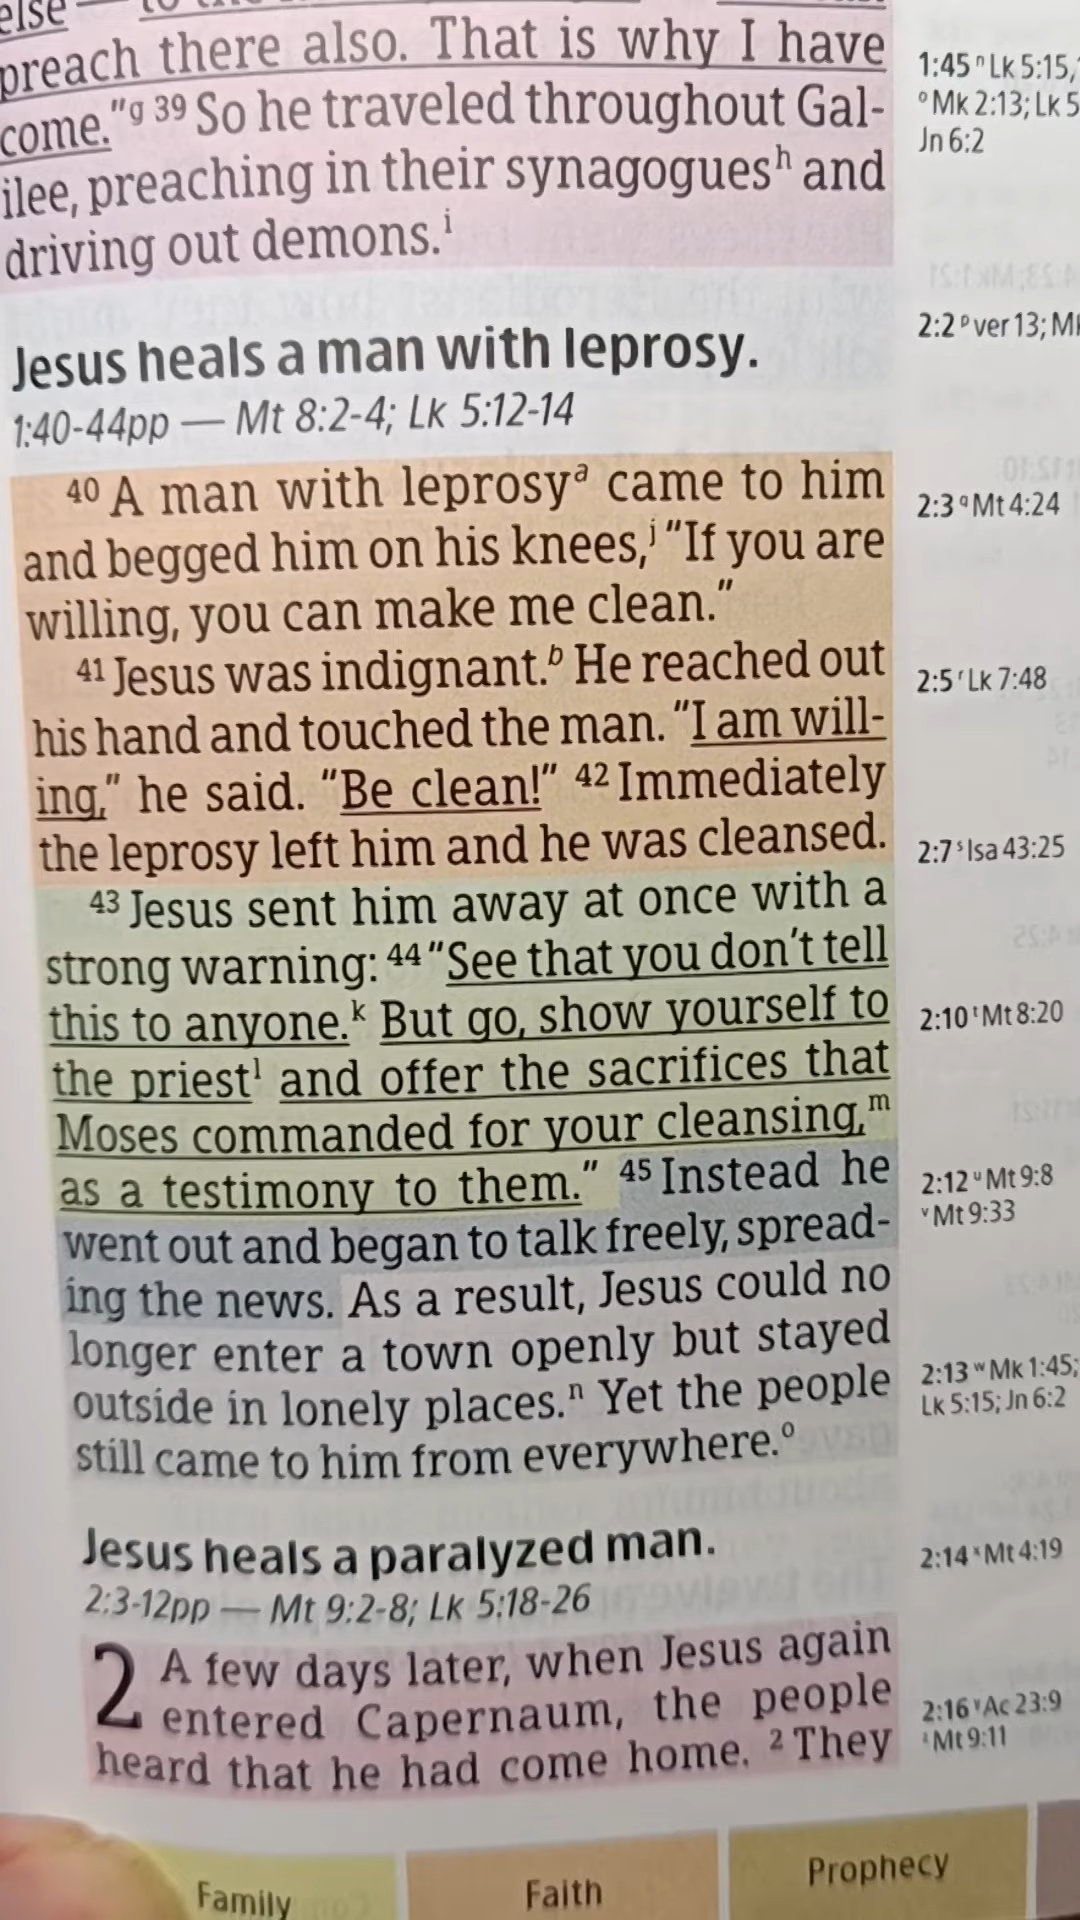 else — to the
preach there also. That is why I have
come."g 39 So he traveled throughout Gal-
ilee, preaching in their synagoguesh and
driving out demons.i
Jesus heals a man with leprosy.
1:40-44pp — Mt 8:2-4; Lk 5:12-14
40 A man with leprosya came to him
and begged him on his knees,j "If you are
willing, you can make me clean."
41 Jesus was indignant.b He reached out
his hand and touched the man. "I am will-
ing," he said. "Be clean!" 42 Immediately
the leprosy left him and he was cleansed.
43 Jesus sent him away at once with a
strong warning: 44 "See that you don't tell
this to anyone.k But go, show yourself to
the priestl and offer the sacrifices that
Moses commanded for your cleansing,m
as a testimony to them." 45 Instead he
went out and began to talk freely, spread-
ing the news. As a result, Jesus could no
longer enter a town openly but stayed
outside in lonely places.n Yet the people
still came to him from everywhere.o
Jesus heals a paralyzed man.
2:3-12pp — Mt 9:2-8; Lk 5:18-26
2 A few days later, when Jesus again
entered Capernaum, the people
heard that he had come home. 2 They
1:45 n Lk 5:15,
o Mk 2:13; Lk 5
Jn 6:2
2:2 p ver 13; Mk
2:3 q Mt 4:24
2:5 r Lk 7:48
2:7 s Isa 43:25
2:10 t Mt 8:20
2:12 u Mt 9:8
v Mt 9:33
2:13 w Mk 1:45;
Lk 5:15; Jn 6:2
2:14 x Mt 4:19
2:16 y Ac 23:9
z Mt 9:11
Family
Faith
Prophecy